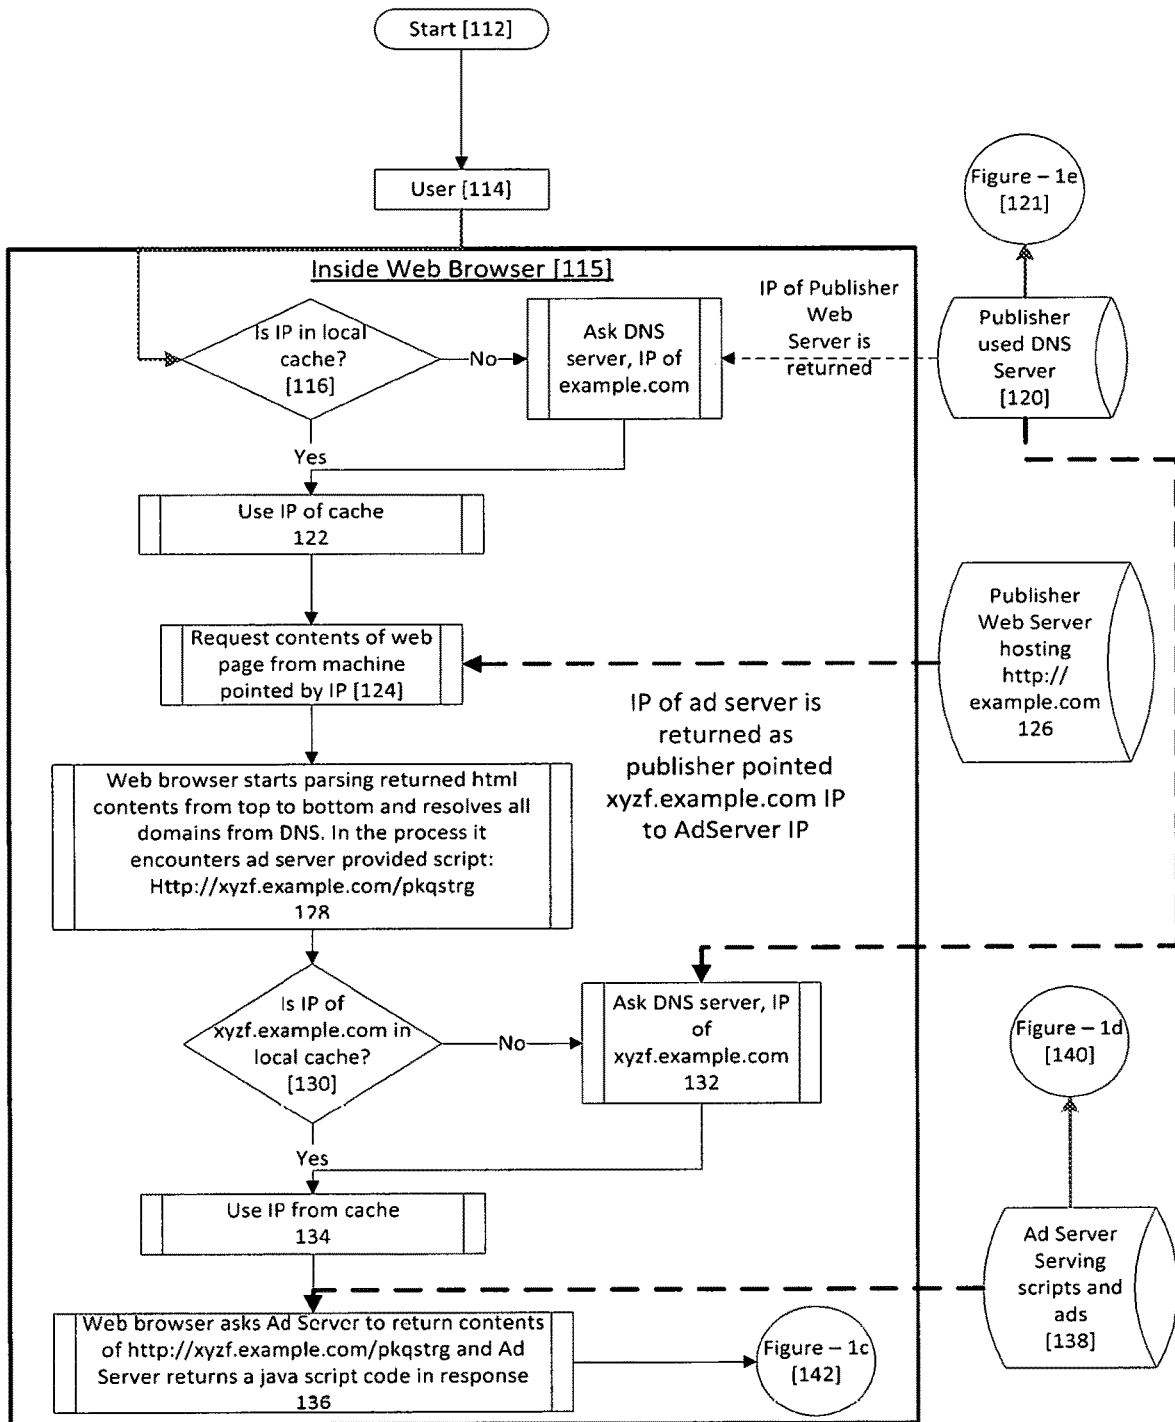 Start [112]
User [114]
Figure – 1e
[121]
Inside Web Browser [115]
Is IP in local
cache?
[116]
No
Ask DNS
server, IP of
example.com
IP of Publisher
Web
Server is
returned
Publisher
used DNS
Server
[120]
Yes
Use IP of cache
122
Request contents of web
page from machine
pointed by IP [124]
Publisher
Web Server
hosting
http://
example.com
126
IP of ad server is
returned as
publisher pointed
xyzf.example.com IP
to AdServer IP
Web browser starts parsing returned html
contents from top to bottom and resolves all
domains from DNS. In the process it
encounters ad server provided script:
Http://xyzf.example.com/pkqstrg
128
Is IP of
xyzf.example.com in
local cache?
[130]
No
Ask DNS server, IP
of
xyzf.example.com
132
Figure – 1d
[140]
Yes
Use IP from cache
134
Ad Server
Serving
scripts and
ads
[138]
Web browser asks Ad Server to return contents
of http://xyzf.example.com/pkqstrg and Ad
Server returns a java script code in response
136
Figure – 1c
[142]